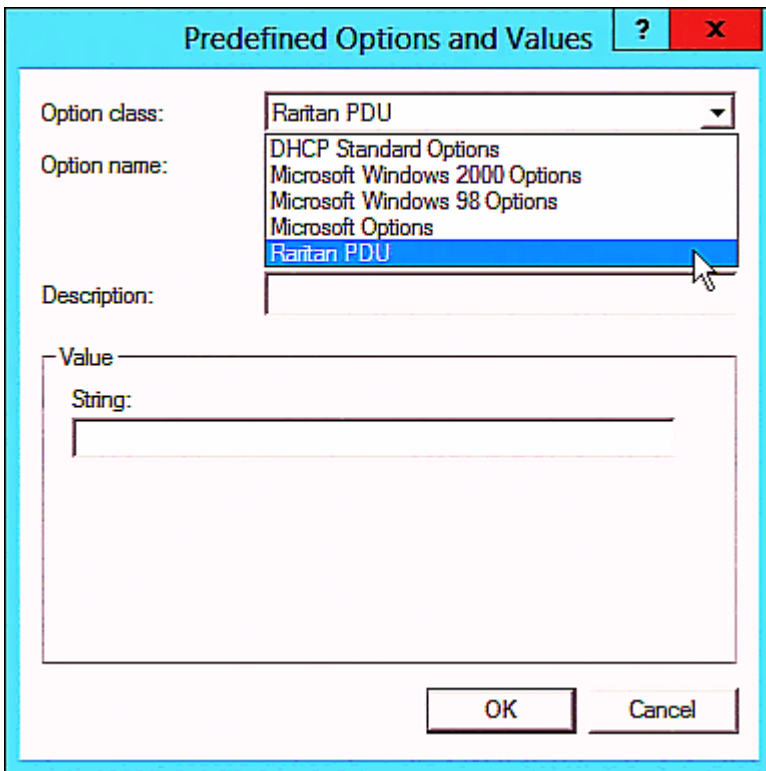 Predefined Options and Values ? x
Option class: Raritan PDU
DHCP Standard Options
Option name:
Microsoft Windows 2000 Options
Microsoft Windows 98 Options
Microsoft Options
Raritan PDU
Description:
Value
String:
OK Cancel